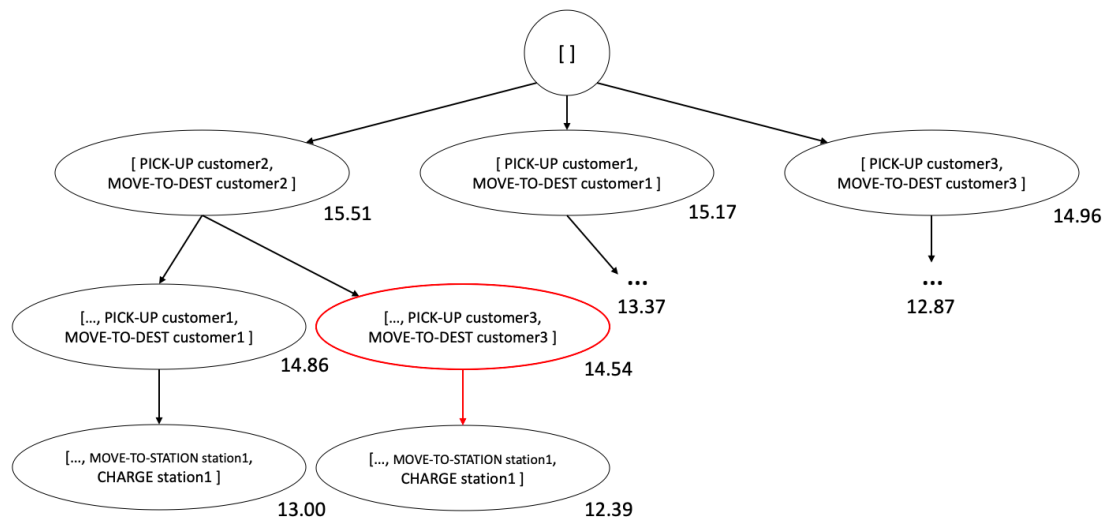 [ ]
[ PICK-UP customer2,
MOVE-TO-DEST customer2 ]
15.51
[ PICK-UP customer1,
MOVE-TO-DEST customer1 ]
15.17
[ PICK-UP customer3,
MOVE-TO-DEST customer3 ]
14.96
[..., PICK-UP customer1,
MOVE-TO-DEST customer1 ]
14.86
[..., PICK-UP customer3,
MOVE-TO-DEST customer3 ]
14.54
...
13.37
...
12.87
[..., MOVE-TO-STATION station1,
CHARGE station1 ]
13.00
[..., MOVE-TO-STATION station1,
CHARGE station1 ]
12.39